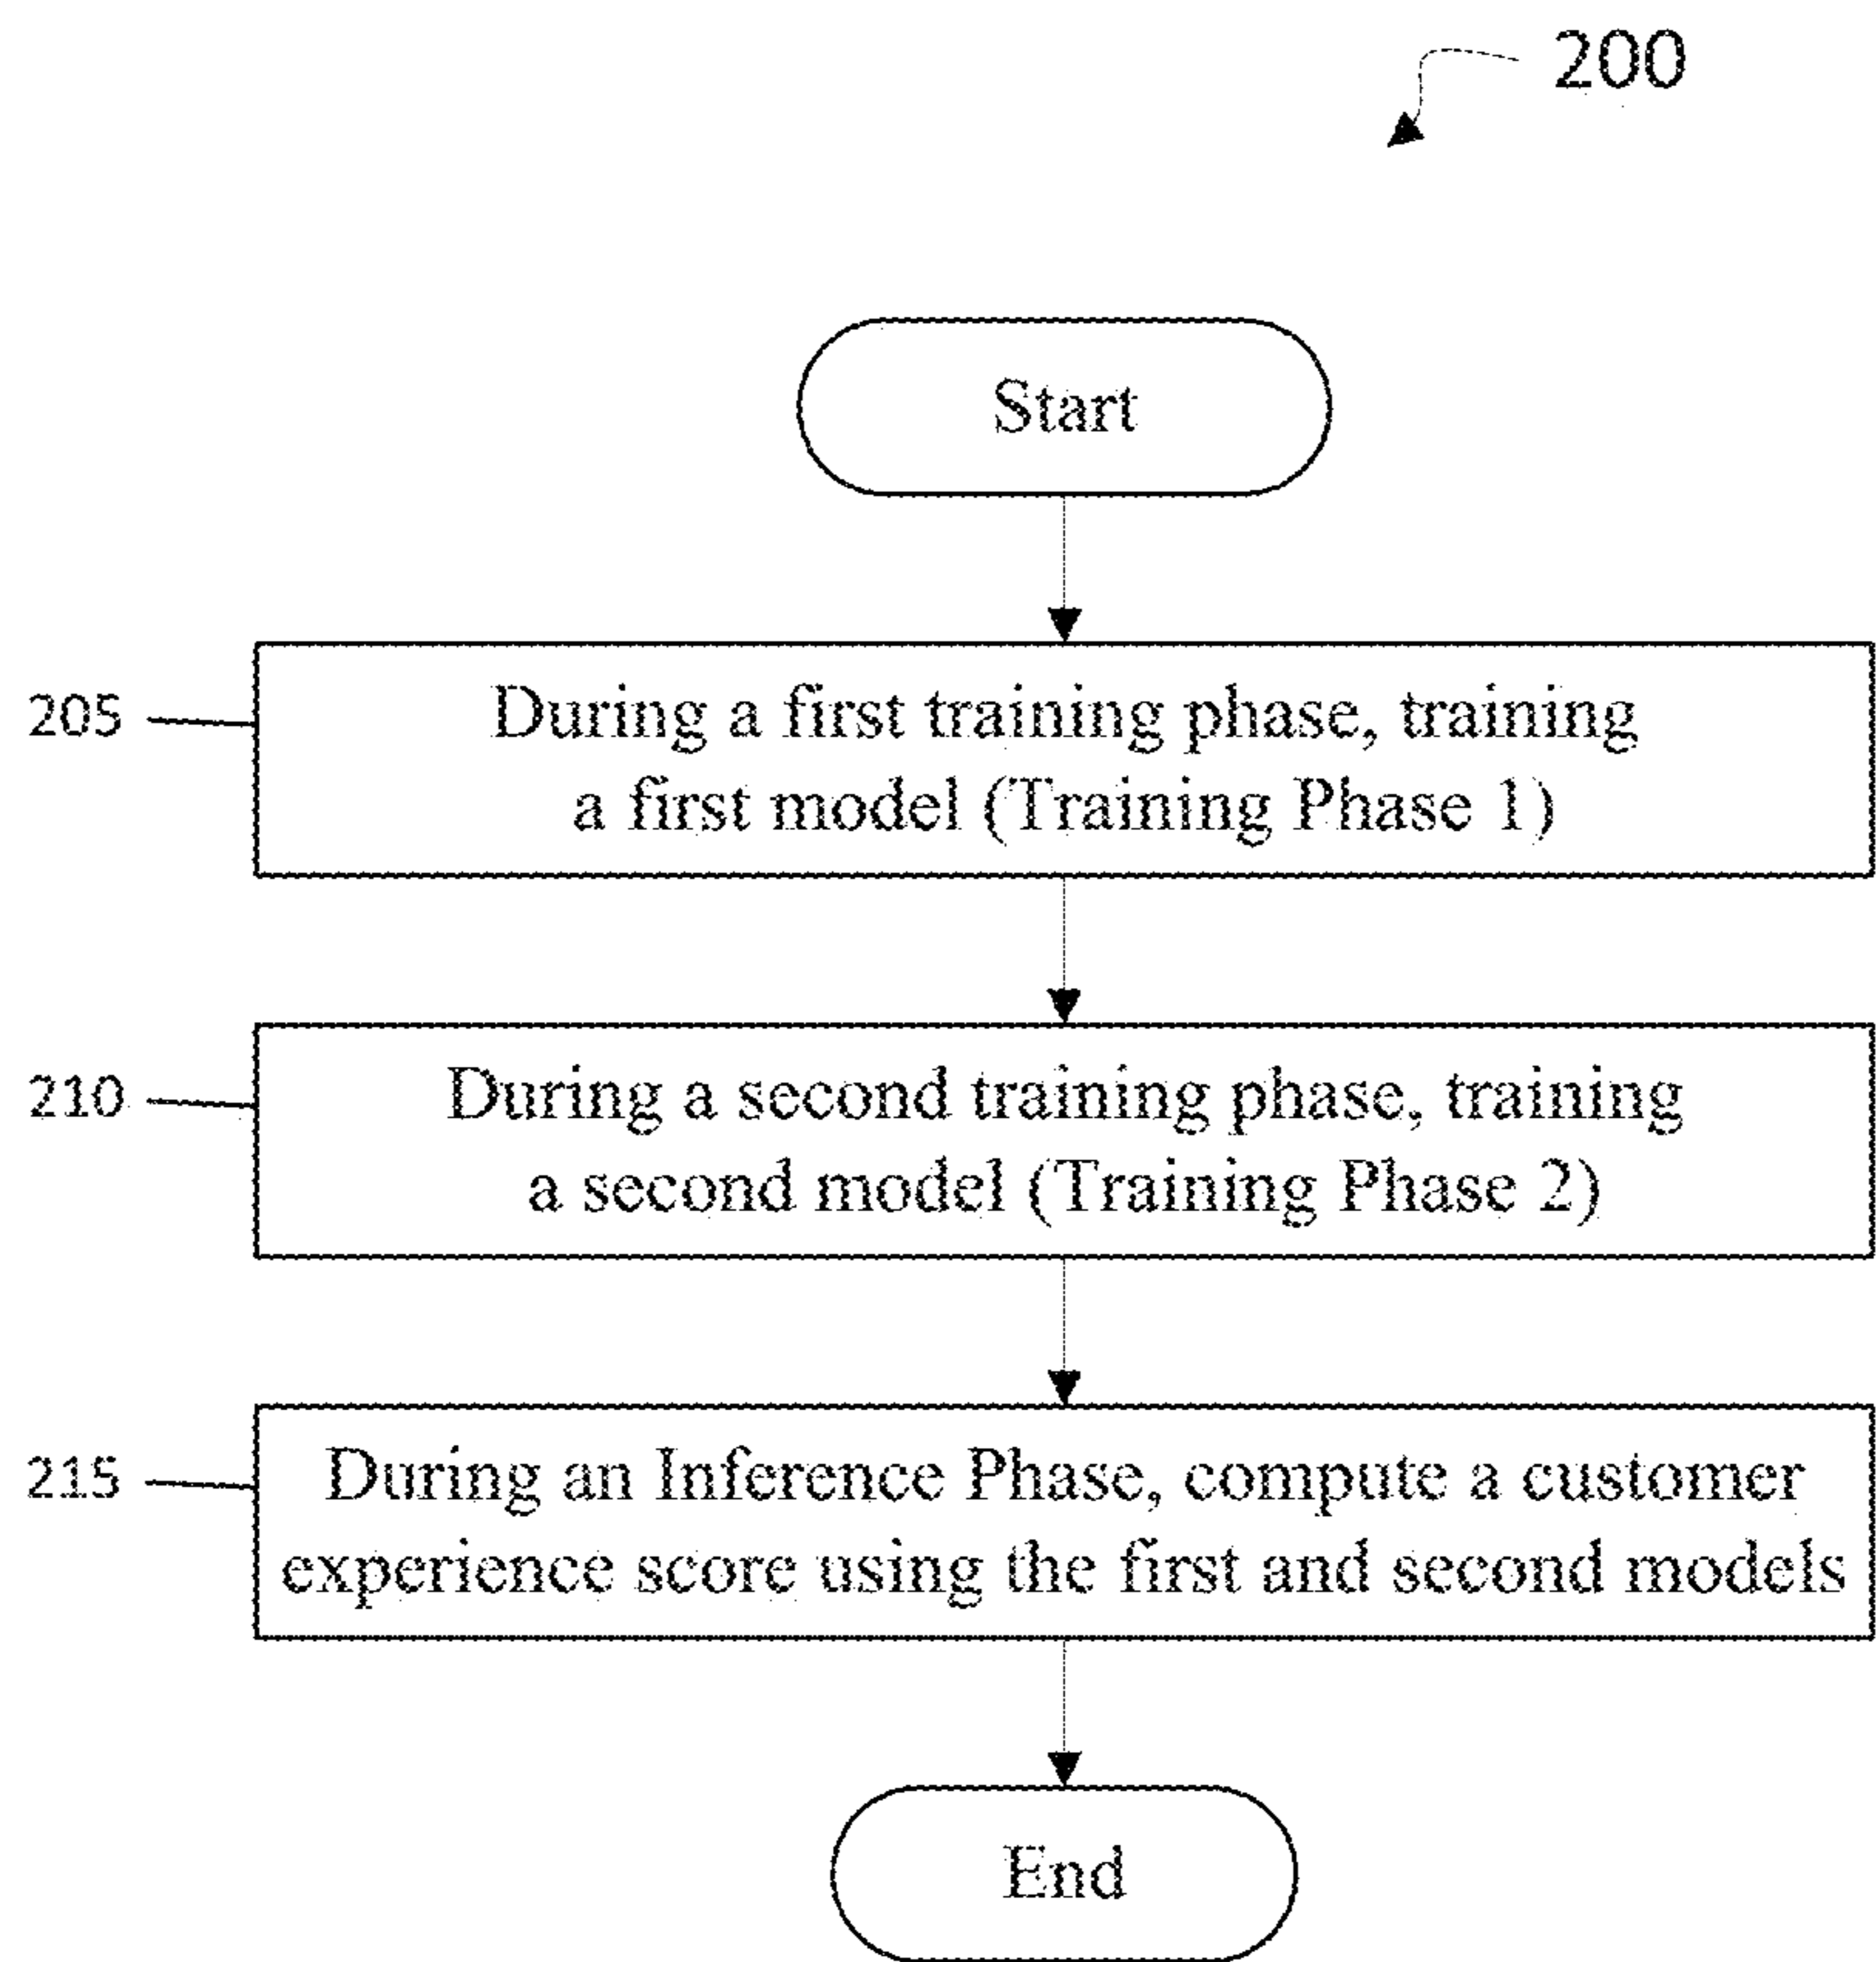 200
Start
205
During a first training phase, training
a first model (Training Phase 1)
210
During a second training phase, training
a second model (Training Phase 2)
215
During an Inference Phase, compute a customer
experience score using the first and second models
End